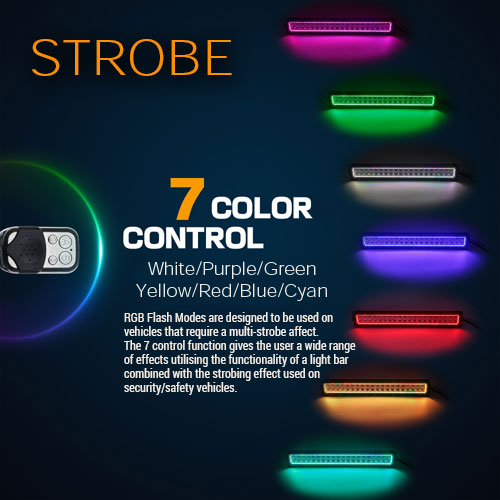 STROBE
7 COLOR
CONTROL
White/Purple/Green
Yellow/Red/Blue/Cyan
RGB Flash Modes are designed to be used on
vehicles that require a multi-strobe affect.
The 7 control function gives the user a wide range
of effects utilising the functionality of a light bar
combined with the strobing effect used on
security/safety vehicles.